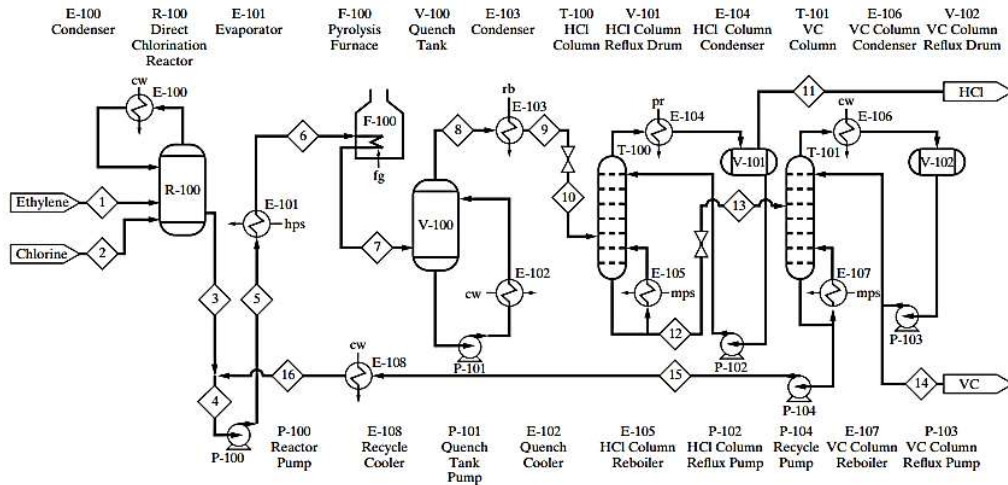 E-100 R-100 E-101 F-100 V-100 E-103 T-100 V-101 E-104 T-101 E-106 V-102
Condenser Direct Evaporator Pyrolysis Quench Condenser HCl HCl Column HCl Column VC VC Column VC Column
Chlorination Furnace Tank Column Reflux Drum Condenser Column Condenser Reflux Drum
Reactor
cw
E-100
rb
pr
cw
11
HCl
6
F-100
8
E-103
9
E-104
E-106
T-100
V-101
T-101
V-102
fg
R-100
10
13
Ethylene
1
E-101
hps
V-100
7
Chlorine
2
E-102
cw
E-105
mps
E-107
mps
3
5
12
P-103
P-101
P-102
cw
E-108
16
15
14
VC
4
P-104
P-100
P-100 E-108 P-101 E-102 E-105 P-102 P-104 E-107 P-103
Reactor Recycle Quench Quench HCl Column HCl Column Recycle VC Column VC Column
Pump Cooler Tank Cooler Reboiler Reflux Pump Pump Reboiler Reflux Pump
Pump